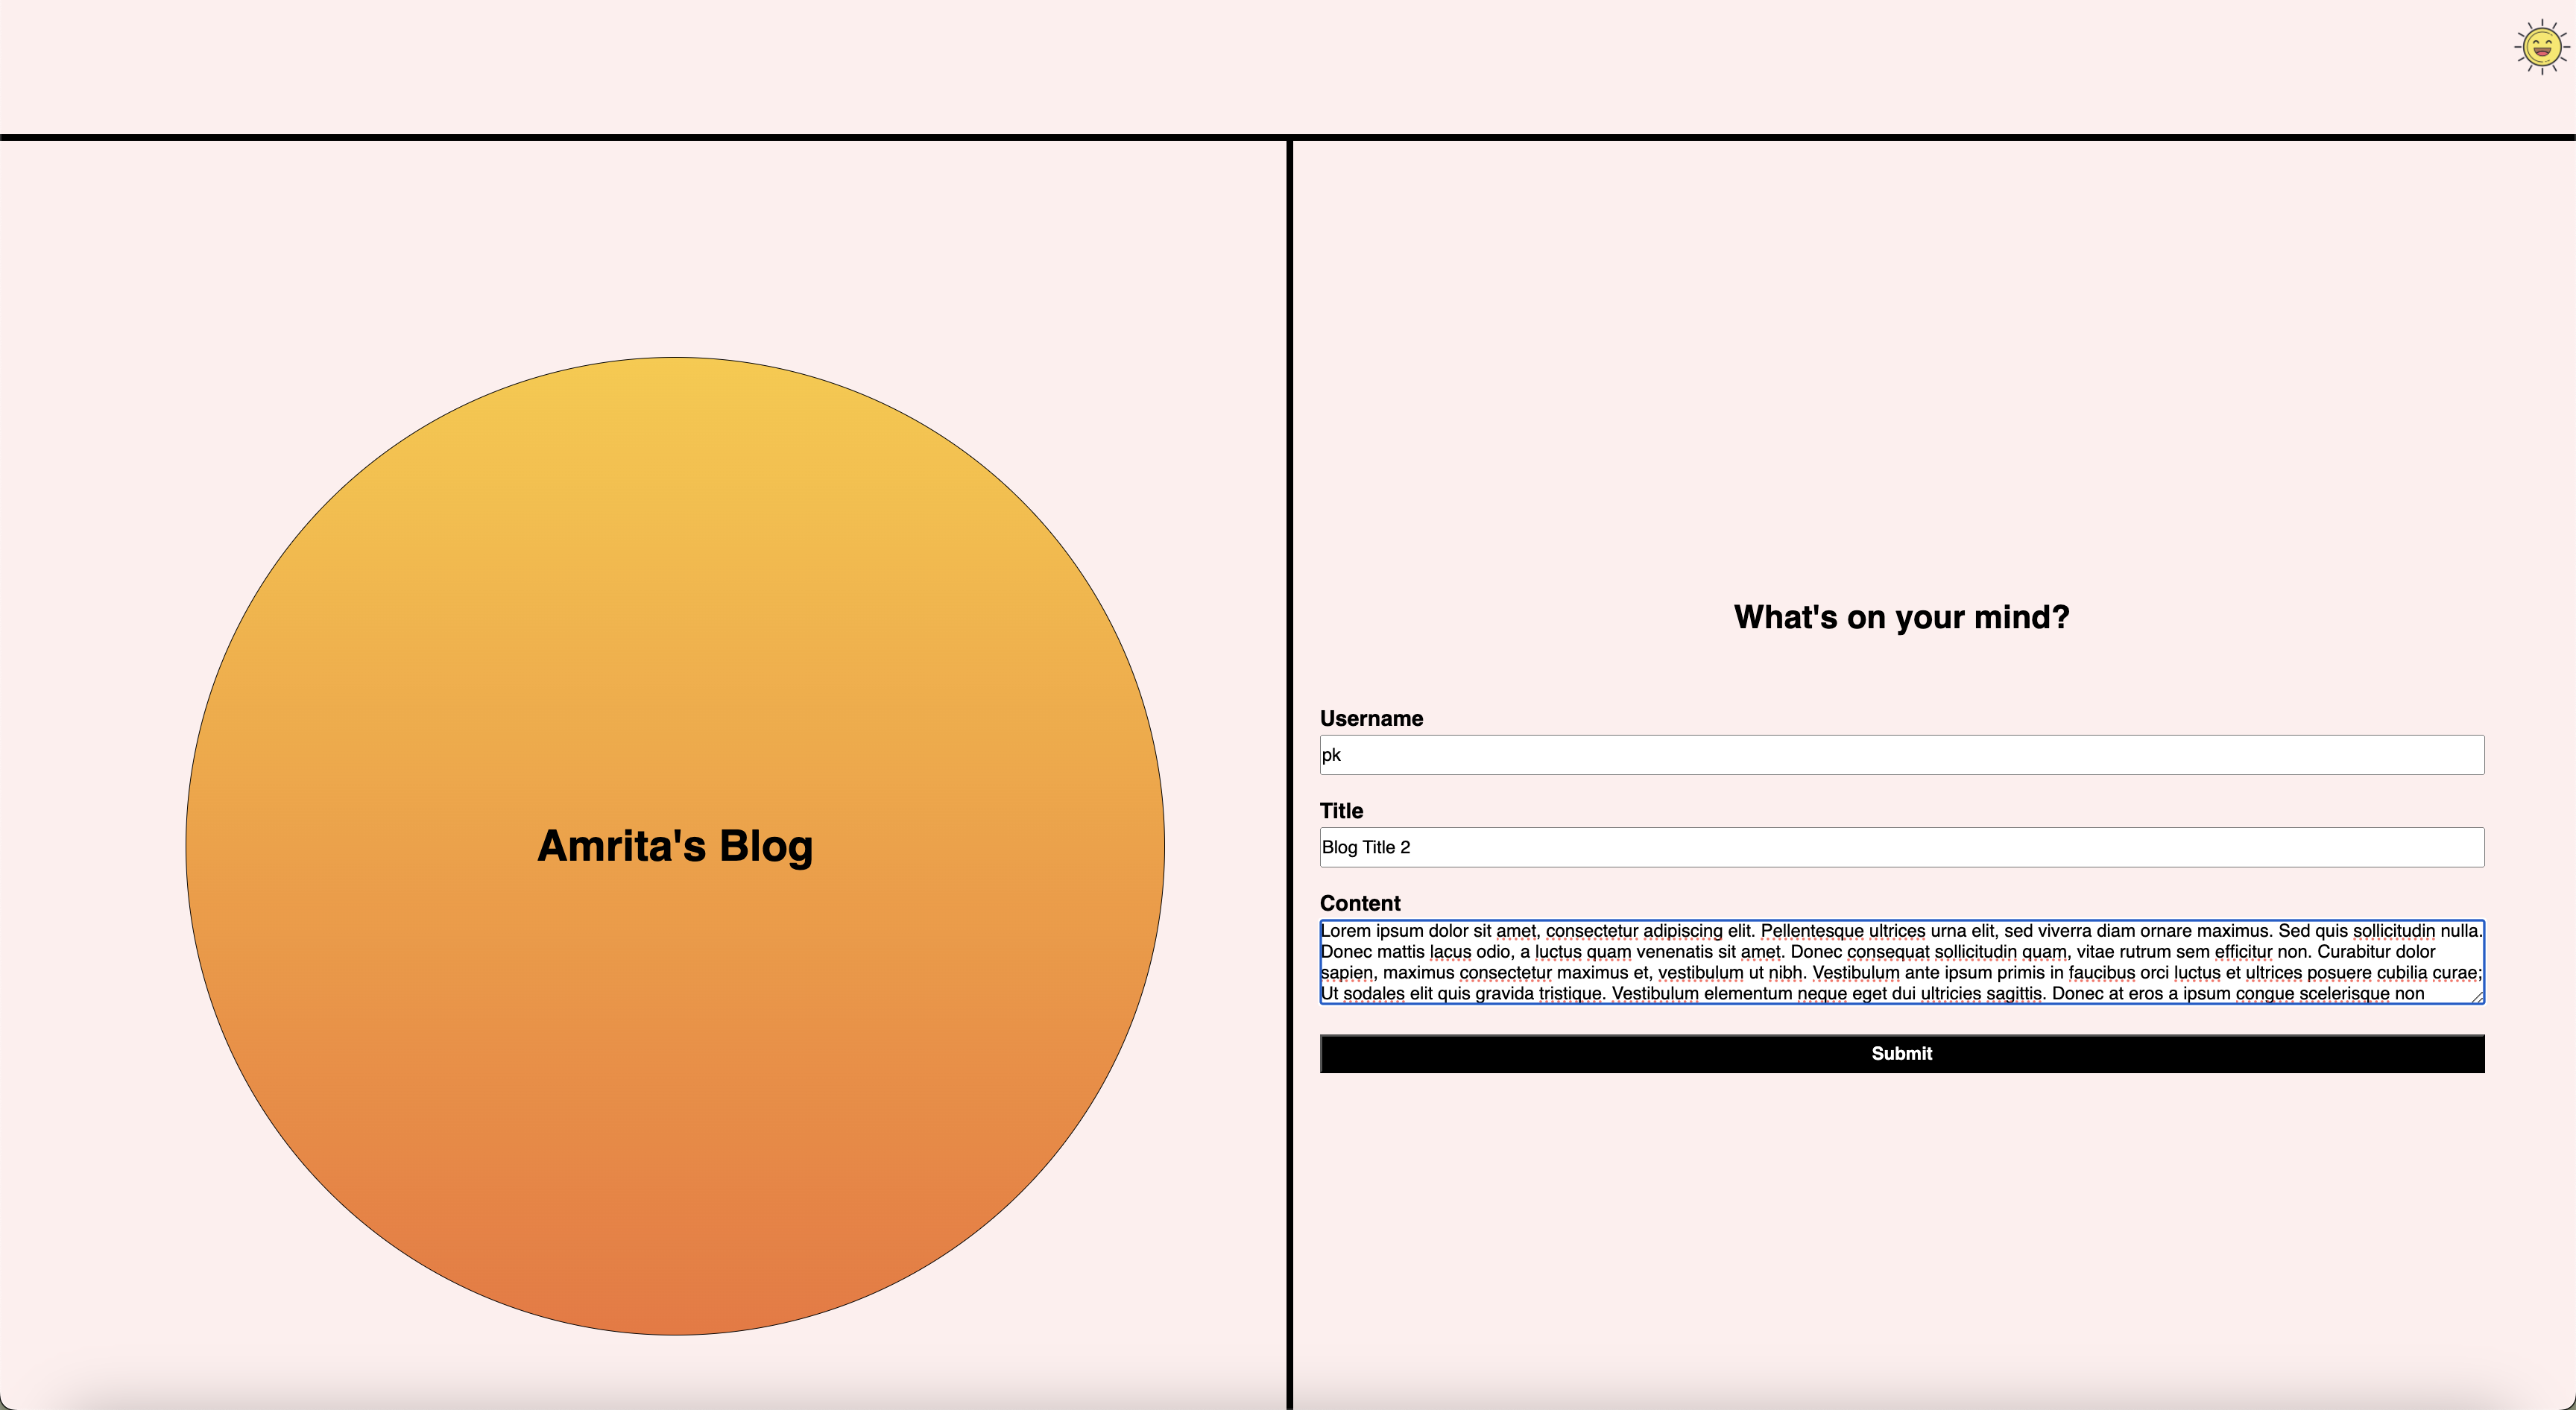 Amrita's Blog
What's on your mind?
Username
pk
Title
Blog Title 2
Content
Lorem ipsum dolor sit amet, consectetur adipiscing elit. Pellentesque ultrices urna elit, sed viverra diam ornare maximus. Sed quis sollicitudin nulla.
Donec mattis lacus odio, a luctus quam venenatis sit amet. Donec consequat sollicitudin quam, vitae rutrum sem efficitur non. Curabitur dolor
sapien, maximus consectetur maximus et, vestibulum ut nibh. Vestibulum ante ipsum primis in faucibus orci luctus et ultrices posuere cubilia curae;
Ut sodales elit quis gravida tristique. Vestibulum elementum neque eget dui ultricies sagittis. Donec at eros a ipsum congue scelerisque non
Submit